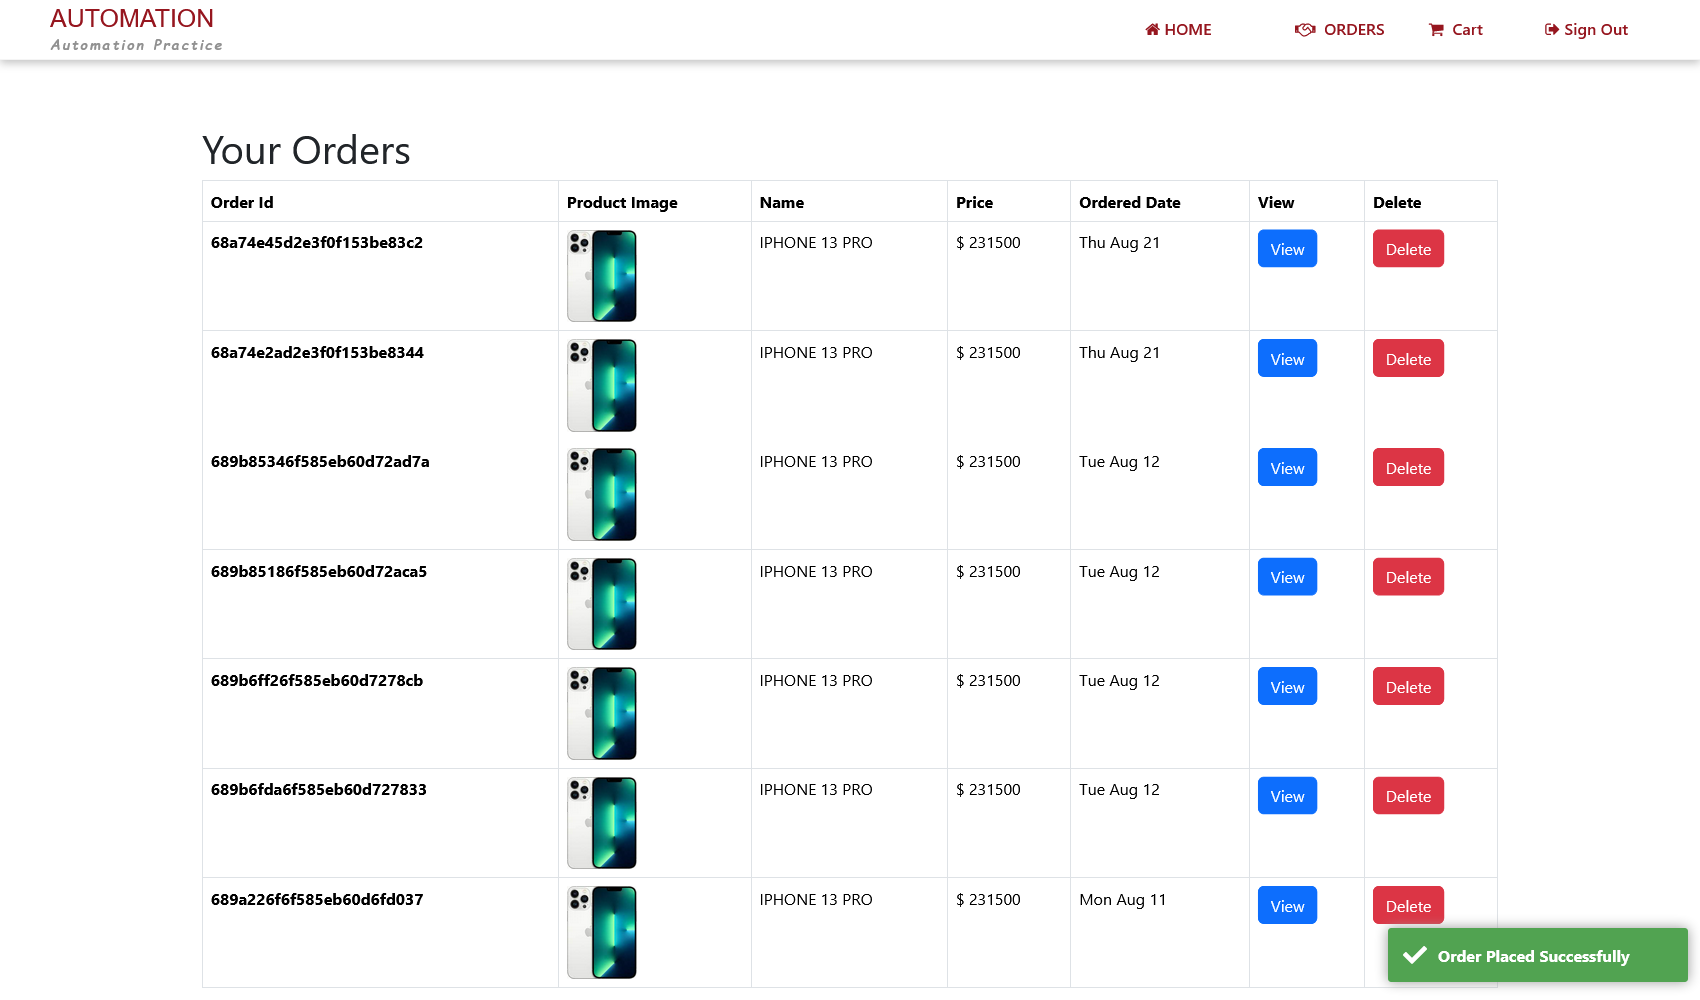 AUTOMATION
Automation Practice
HOME ORDERS Cart Sign Out
Your Orders
Order Id Product Image Name Price Ordered Date View Delete
68a74e45d2e3f0f153be83c2 IPHONE 13 PRO $ 231500 Thu Aug 21 View Delete
68a74e2ad2e3f0f153be8344 IPHONE 13 PRO $ 231500 Thu Aug 21 View Delete
689b85346f585eb60d72ad7a IPHONE 13 PRO $ 231500 Tue Aug 12 View Delete
689b85186f585eb60d72aca5 IPHONE 13 PRO $ 231500 Tue Aug 12 View Delete
689b6ff26f585eb60d7278cb IPHONE 13 PRO $ 231500 Tue Aug 12 View Delete
689b6fda6f585eb60d727833 IPHONE 13 PRO $ 231500 Tue Aug 12 View Delete
689a226f6f585eb60d6fd037 IPHONE 13 PRO $ 231500 Mon Aug 11 View Delete
Order Placed Successfully